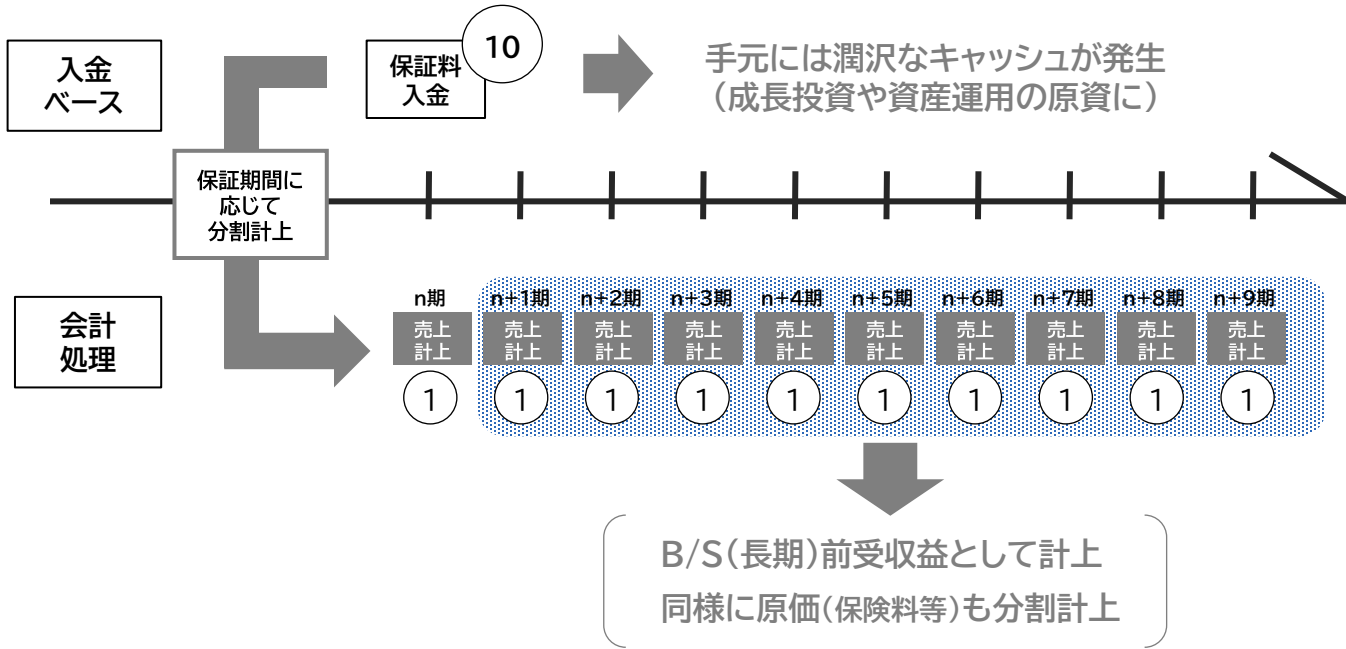 入金
ベース
保証料
入金
10
手元には潤沢なキャッシュが発生
（成長投資や資産運用の原資に）
保証期間に
応じて
分割計上
会計
処理
n期 n+1期 n+2期 n+3期 n+4期 n+5期 n+6期 n+7期 n+8期 n+9期
売上 売上 売上 売上 売上 売上 売上 売上 売上 売上
計上 計上 計上 計上 計上 計上 計上 計上 計上 計上
1 1 1 1 1 1 1 1 1 1
B/S（長期）前受収益として計上
同様に原価(保険料等)も分割計上